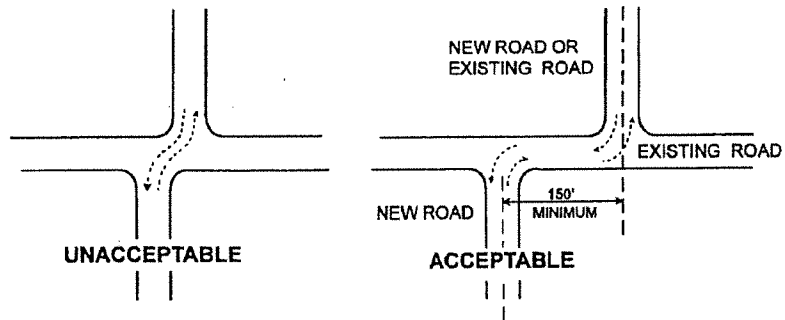 NEW ROAD OR
EXISTING ROAD
EXISTING ROAD
150'
MINIMUM
NEW ROAD
UNACCEPTABLE
ACCEPTABLE